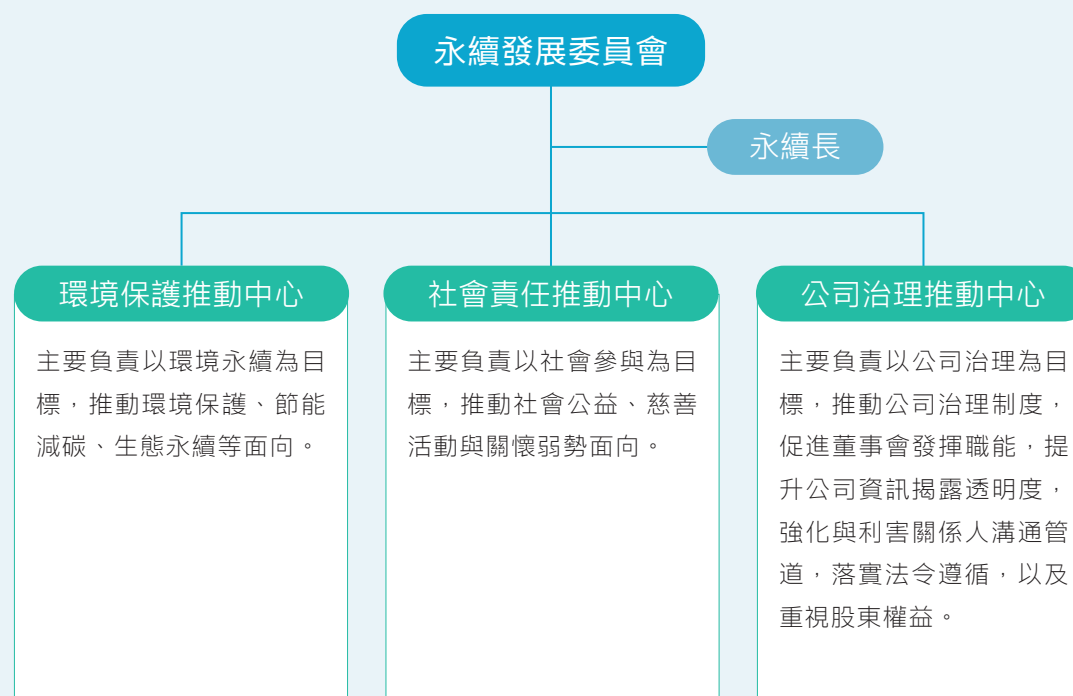 永續發展委員會
永續長
環境保護推動中心
主要負責以環境永續為目
標，推動環境保護、節能
減碳、生態永續等面向。
社會責任推動中心
主要負責以社會參與為目
標，推動社會公益、慈善
活動與關懷弱勢面向。
公司治理推動中心
主要負責以公司治理為目
標，推動公司治理制度，
促進董事會發揮職能，提
升公司資訊揭露透明度，
強化與利害關係人溝通管
道，落實法令遵循，以及
重視股東權益。